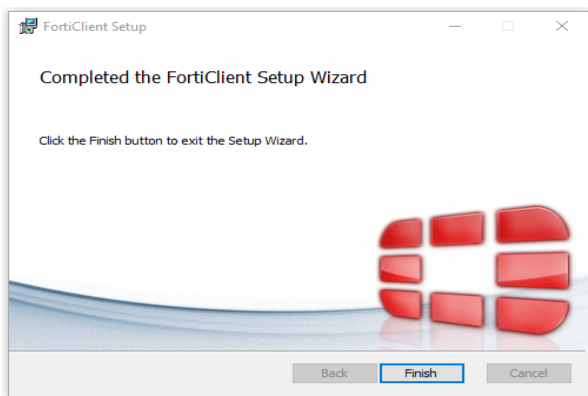 FortiClient Setup
Completed the FortiClient Setup Wizard
Click the Finish button to exit the Setup Wizard.
Back Finish Cancel